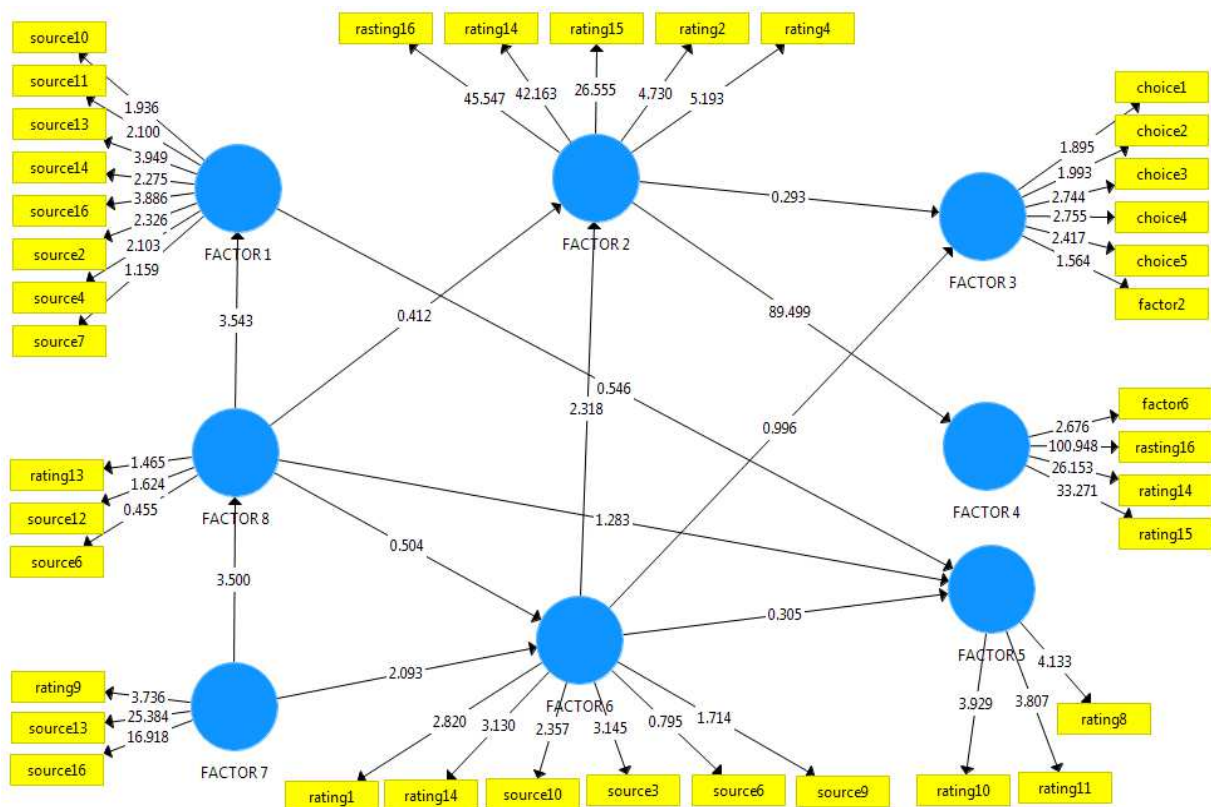 source10
source11
source13
source14
source16
source2
source4
source7
1.936
2.100
3.949
2.275
3.886
2.326
2.103
1.159
FACTOR 1
rasting16
rating14
rating15
rating2
rating4
45.547
42.163
26.555
4.730
5.193
FACTOR 2
choice1
choice2
choice3
choice4
choice5
factor2
1.895
1.993
2.744
2.755
2.417
1.564
FACTOR 3
0.293
3.543
0.412
2.318
89.499
0.546
0.996
factor6
rasting16
rating14
rating15
2.676
100.948
26.153
33.271
FACTOR 4
rating13
source12
source6
1.465
1.624
0.455
FACTOR 8
0.504
1.283
3.500
0.305
2.093
FACTOR 5
4.133
3.929
3.807
rating8
rating10
rating11
rating9
source13
source16
3.736
25.384
16.918
FACTOR 7
FACTOR 6
2.820
3.130
2.357
3.145
0.795
1.714
rating1
rating14
source10
source3
source6
source9